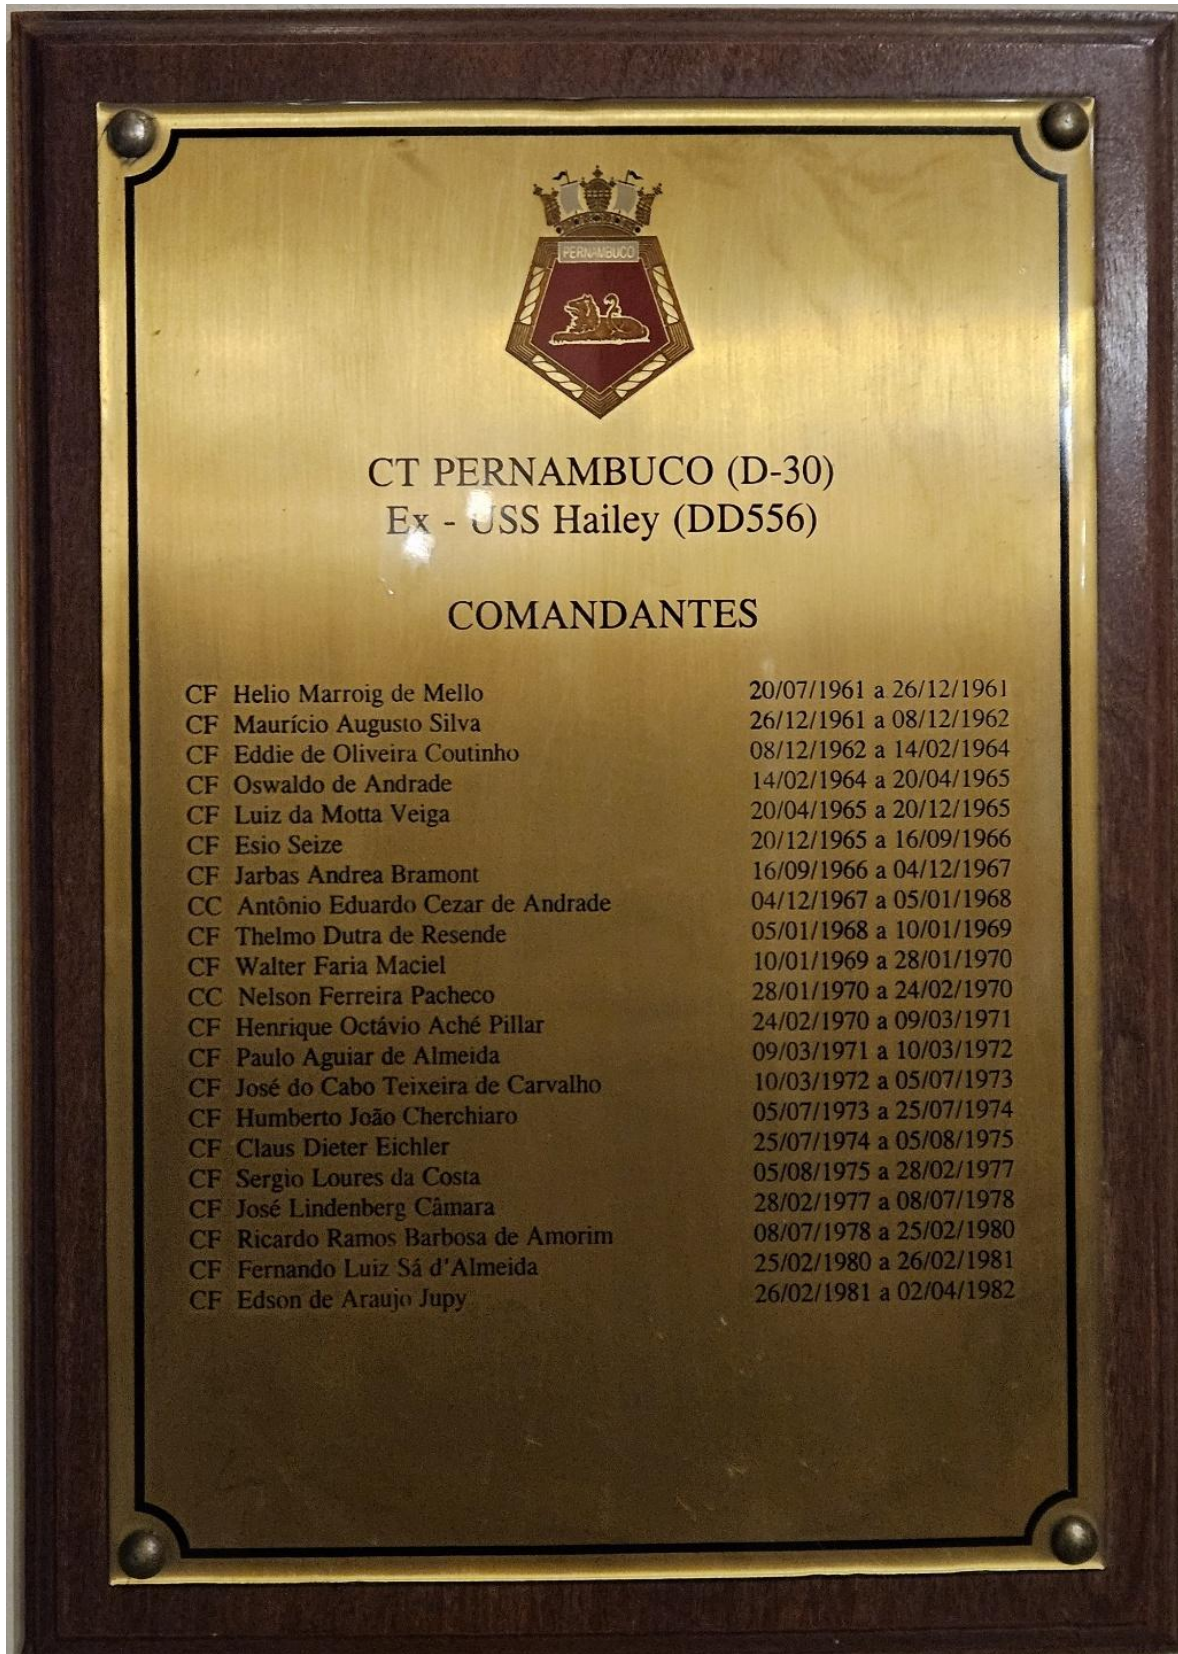 PERNAMBUCO
CT PERNAMBUCO (D-30)
Ex - USS Hailey (DD556)
COMANDANTES
CF Helio Marroig de Mello 20/07/1961 a 26/12/1961
CF Maurício Augusto Silva 26/12/1961 a 08/12/1962
CF Eddie de Oliveira Coutinho 08/12/1962 a 14/02/1964
CF Oswaldo de Andrade 14/02/1964 a 20/04/1965
CF Luiz da Motta Veiga 20/04/1965 a 20/12/1965
CF Esio Seize 20/12/1965 a 16/09/1966
CF Jarbas Andrea Bramont 16/09/1966 a 04/12/1967
CC Antônio Eduardo Cezar de Andrade 04/12/1967 a 05/01/1968
CF Thelmo Dutra de Resende 05/01/1968 a 10/01/1969
CF Walter Faria Maciel 10/01/1969 a 28/01/1970
CC Nelson Ferreira Pacheco 28/01/1970 a 24/02/1970
CF Henrique Octávio Aché Pillar 24/02/1970 a 09/03/1971
CF Paulo Aguiar de Almeida 09/03/1971 a 10/03/1972
CF José do Cabo Teixeira de Carvalho 10/03/1972 a 05/07/1973
CF Humberto João Cherchiaro 05/07/1973 a 25/07/1974
CF Claus Dieter Eichler 25/07/1974 a 05/08/1975
CF Sergio Loures da Costa 05/08/1975 a 28/02/1977
CF José Lindenberg Câmara 28/02/1977 a 08/07/1978
CF Ricardo Ramos Barbosa de Amorim 08/07/1978 a 25/02/1980
CF Fernando Luiz Sá d'Almeida 25/02/1980 a 26/02/1981
CF Edson de Araujo Jupy 26/02/1981 a 02/04/1982